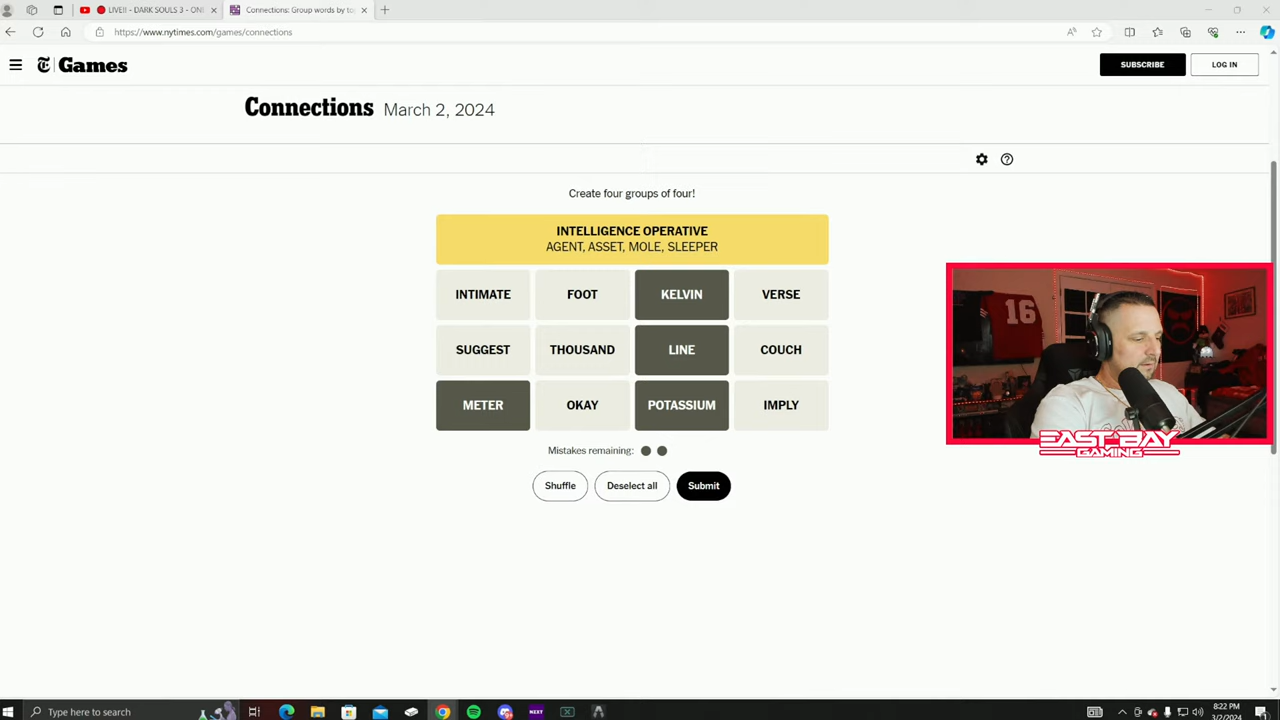 LIVE!! - DARK SOULS 3 - ON
Connections: Group words by to
https://www.nytimes.com/games/connections
T Games
SUBSCRIBE
LOG IN
Connections March 2, 2024
Create four groups of four!
INTELLIGENCE OPERATIVE
AGENT, ASSET, MOLE, SLEEPER
INTIMATE FOOT KELVIN VERSE
SUGGEST THOUSAND LINE COUCH
METER OKAY POTASSIUM IMPLY
Mistakes remaining:
Shuffle Deselect all Submit
16
EAST BAY
GAMING
Type here to search
NEXT
8:22 PM
3/2/2024